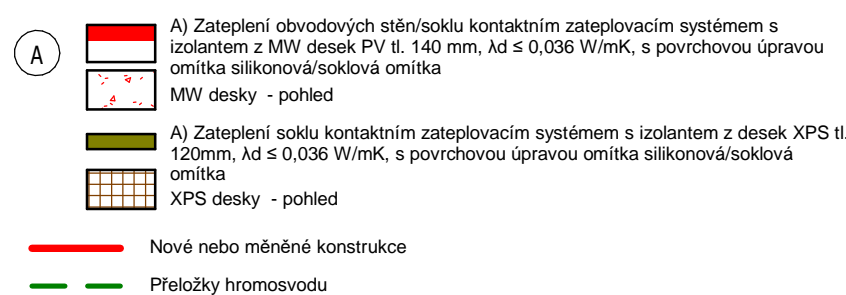 A
A) Zateplení obvodových stěn/soklu kontaktním zateplovacím systémem s
izolantem z MW desek PV tl. 140 mm, λd ≤ 0,036 W/mK, s povrchovou úpravou
omítka silikonová/soklová omítka
MW desky - pohled
A) Zateplení soklu kontaktním zateplovacím systémem s izolantem z desek XPS tl.
120mm, λd ≤ 0,036 W/mK, s povrchovou úpravou omítka silikonová/soklová
omítka
XPS desky - pohled
Nové nebo měněné konstrukce
Přeložky hromosvodu